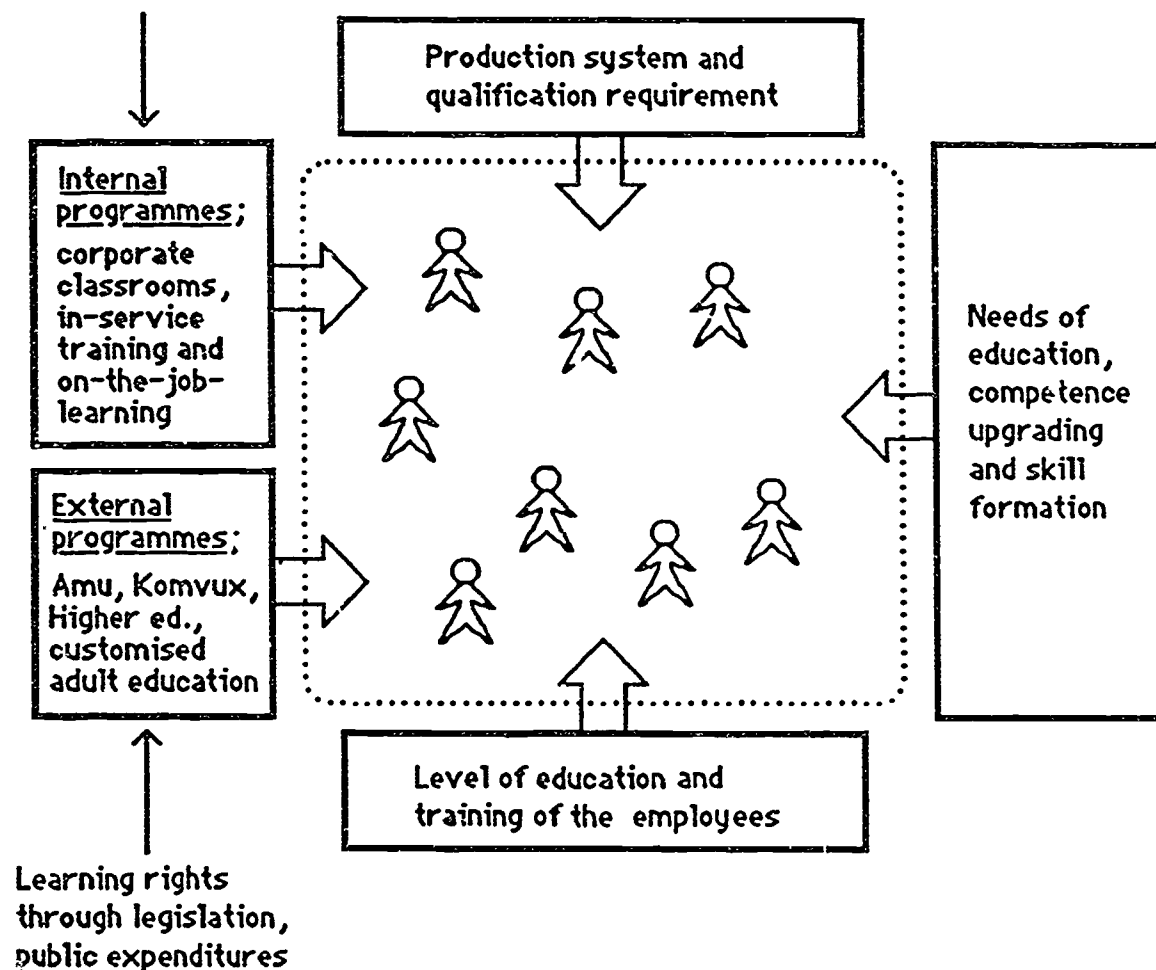 Production system and
qualification requirement
Internal
programmes;
corporate
classrooms,
in-service
training and
on-the-job-
learning
Needs of
education,
competence
upgrading
and skill
formation
External
programmes;
Amu, Komvux,
Higher ed.,
customised
adult education
Level of education and
training of the employees
Learning rights
through legislation,
public expenditures